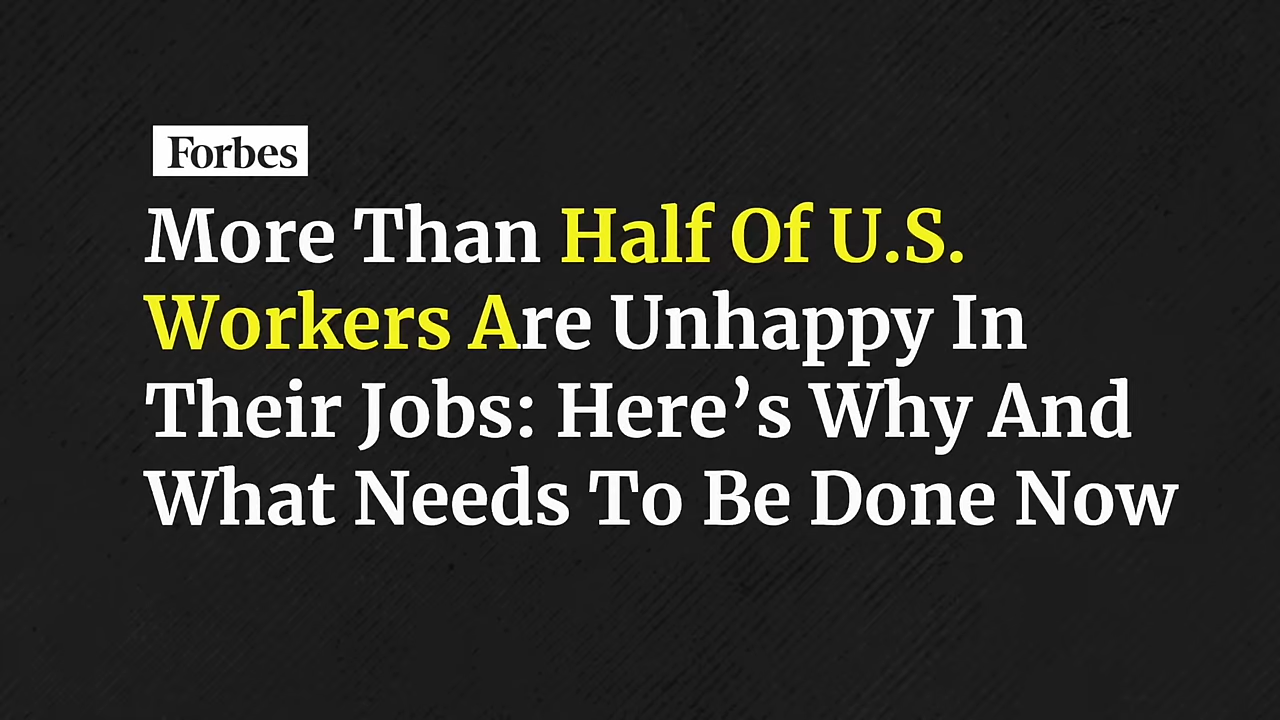 Forbes
More Than Half Of U.S.
Workers Are Unhappy In
Their Jobs: Here’s Why And
What Needs To Be Done Now